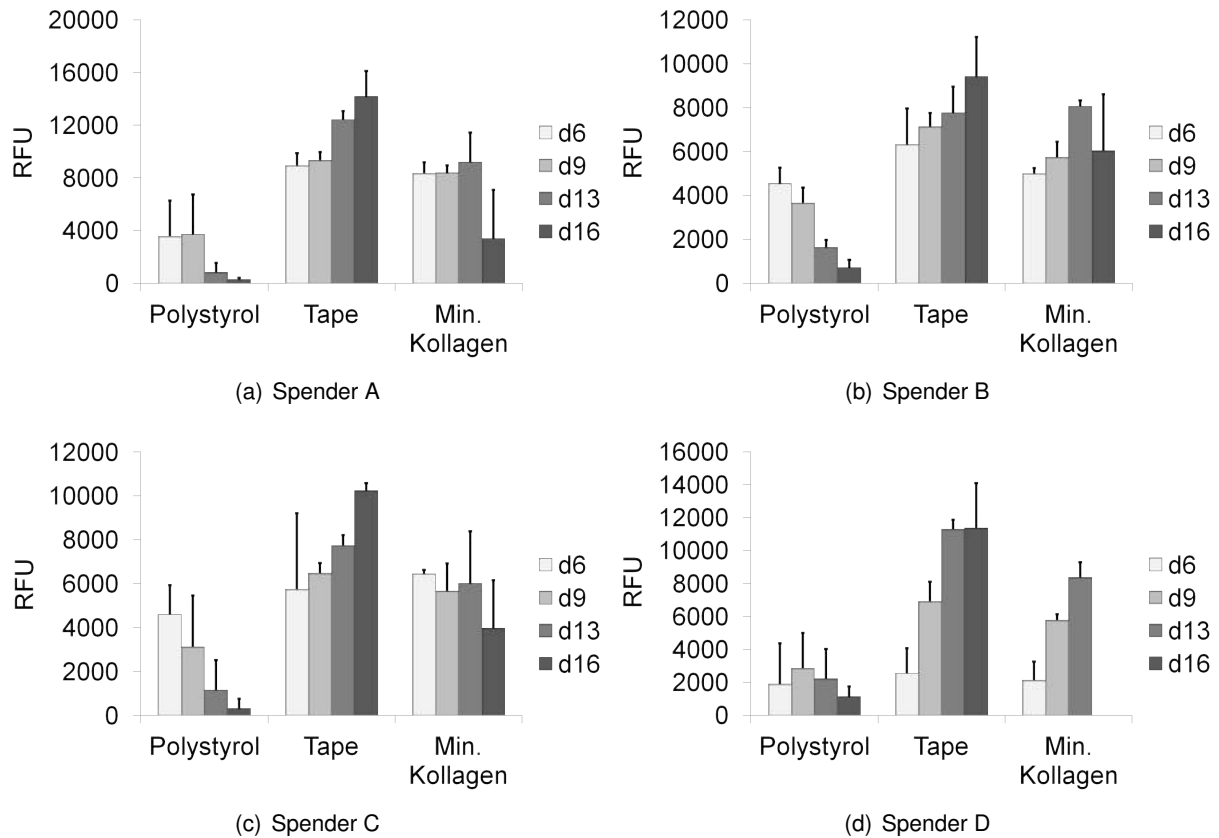 20000
16000
12000
8000
4000
0
RFU
Polystyrol Tape Min.
Kollagen
d6
d9
d13
d16
(a) Spender A
12000
10000
8000
6000
4000
2000
0
RFU
Polystyrol Tape Min.
Kollagen
d6
d9
d13
d16
(b) Spender B
12000
10000
8000
6000
4000
2000
0
RFU
Polystyrol Tape Min.
Kollagen
d6
d9
d13
d16
(c) Spender C
16000
14000
12000
10000
8000
6000
4000
2000
0
RFU
Polystyrol Tape Min.
Kollagen
d6
d9
d13
d16
(d) Spender D